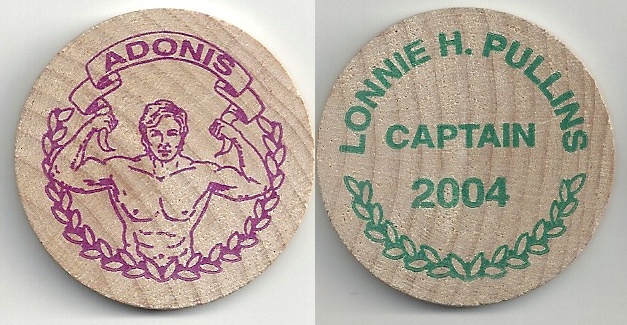 ADONIS
LONNIE H. PULLINS
CAPTAIN
2004